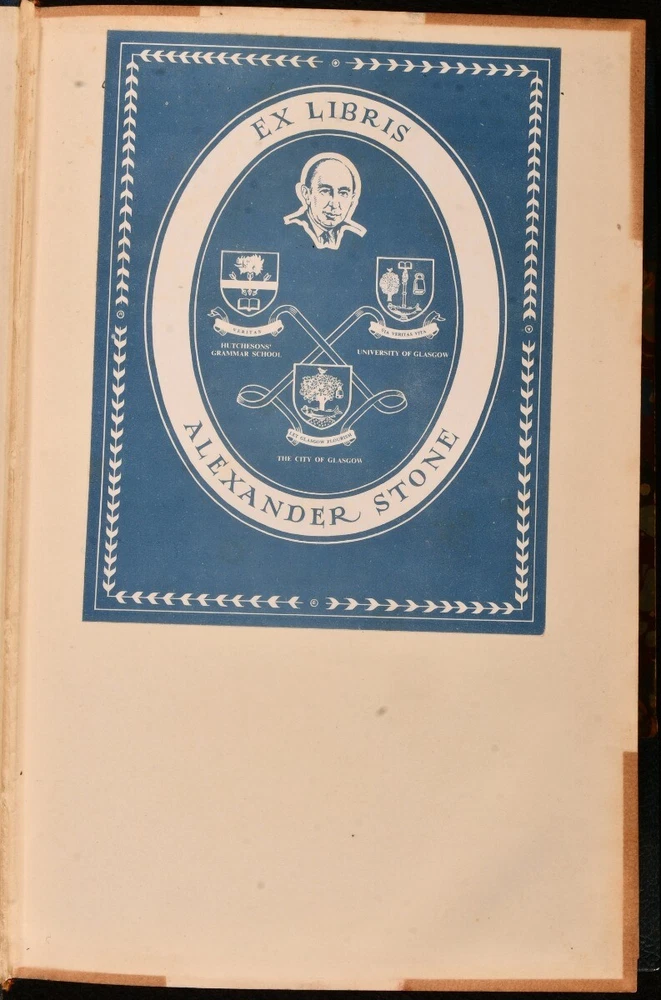 EX LIBRIS
VERITAS
HUTCHESONS'
GRAMMAR SCHOOL
VIA VERITAS VITA
UNIVERSITY OF GLASGOW
LET GLASGOW FLOURISH
THE CITY OF GLASGOW
ALEXANDER STONE